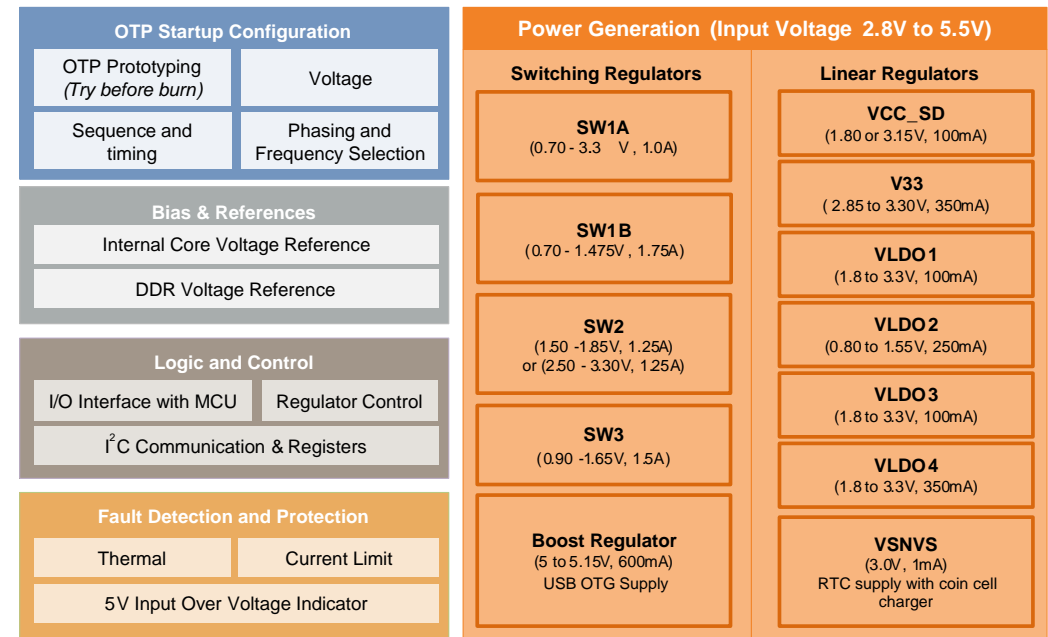 OTP Startup Configuration
OTP Prototyping
(Try before burn)
Voltage
Sequence and
timing
Phasing and
Frequency Selection
Bias & References
Internal Core Voltage Reference
DDR Voltage Reference
Logic and Control
I/O Interface with MCU
Regulator Control
I²C Communication & Registers
Fault Detection and Protection
Thermal
Current Limit
5V Input Over Voltage Indicator
Power Generation (Input Voltage 2.8V to 5.5V)
Switching Regulators
SW1A
(0.70 - 3.3 V , 1.0A)
SW1B
(0.70 - 1.475V , 1.75A)
SW2
(1.50 -1.85V, 1.25A)
or (2.50 - 3.30V, 1.25A)
SW3
(0.90 -1.65V, 1.5A)
Boost Regulator
(5 to 5.15V, 600mA)
USB OTG Supply
Linear Regulators
VCC_SD
(1.80 or 3.15V, 100mA)
V33
( 2.85 to 3.30V, 350mA)
VLDO1
(1.8 to 3.3V, 100mA)
VLDO2
(0.80 to 1.55V, 250mA)
VLDO3
(1.8 to 3.3V, 100mA)
VLDO4
(1.8 to 3.3V, 350mA)
VSNVS
(3.0V, 1mA)
RTC supply with coin cell
charger